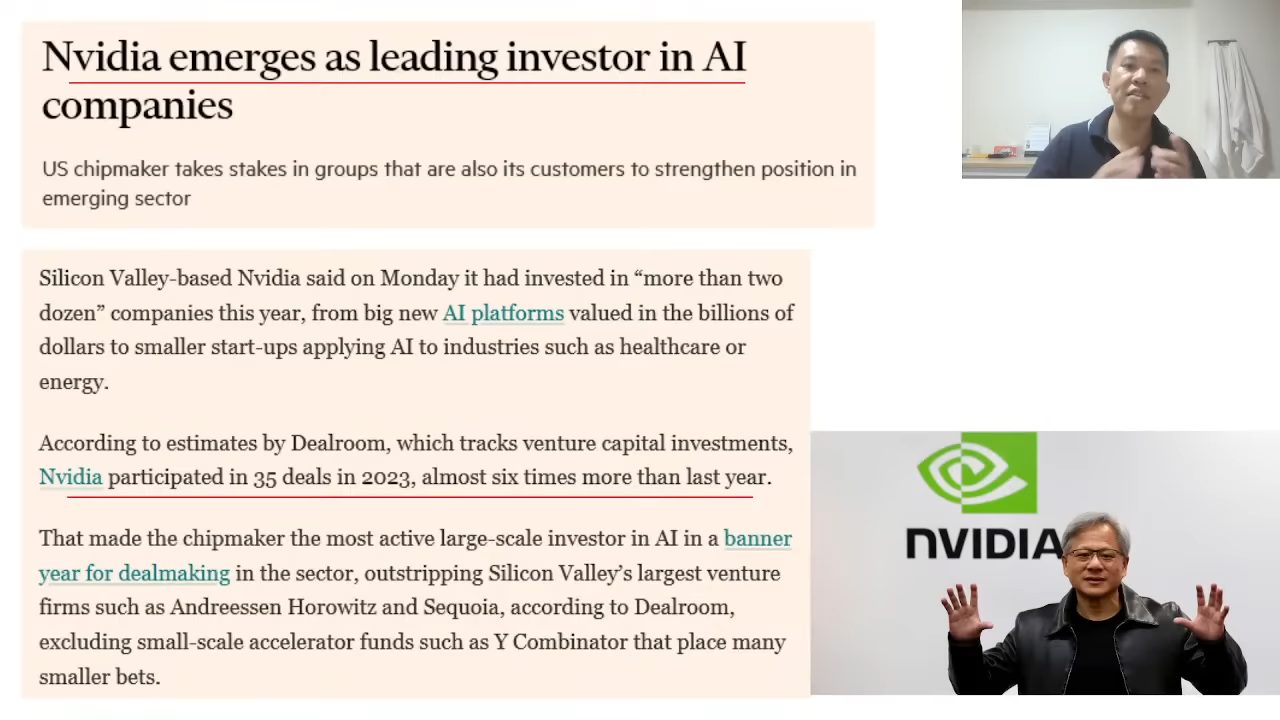 Nvidia emerges as leading investor in AI
companies
US chipmaker takes stakes in groups that are also its customers to strengthen position in
emerging sector
Silicon Valley-based Nvidia said on Monday it had invested in “more than two
dozen” companies this year, from big new AI platforms valued in the billions of
dollars to smaller start-ups applying AI to industries such as healthcare or
energy.
According to estimates by Dealroom, which tracks venture capital investments,
Nvidia participated in 35 deals in 2023, almost six times more than last year.
That made the chipmaker the most active large-scale investor in AI in a banner
year for dealmaking in the sector, outstripping Silicon Valley’s largest venture
firms such as Andreessen Horowitz and Sequoia, according to Dealroom,
excluding small-scale accelerator funds such as Y Combinator that place many
smaller bets.
NVIDIA